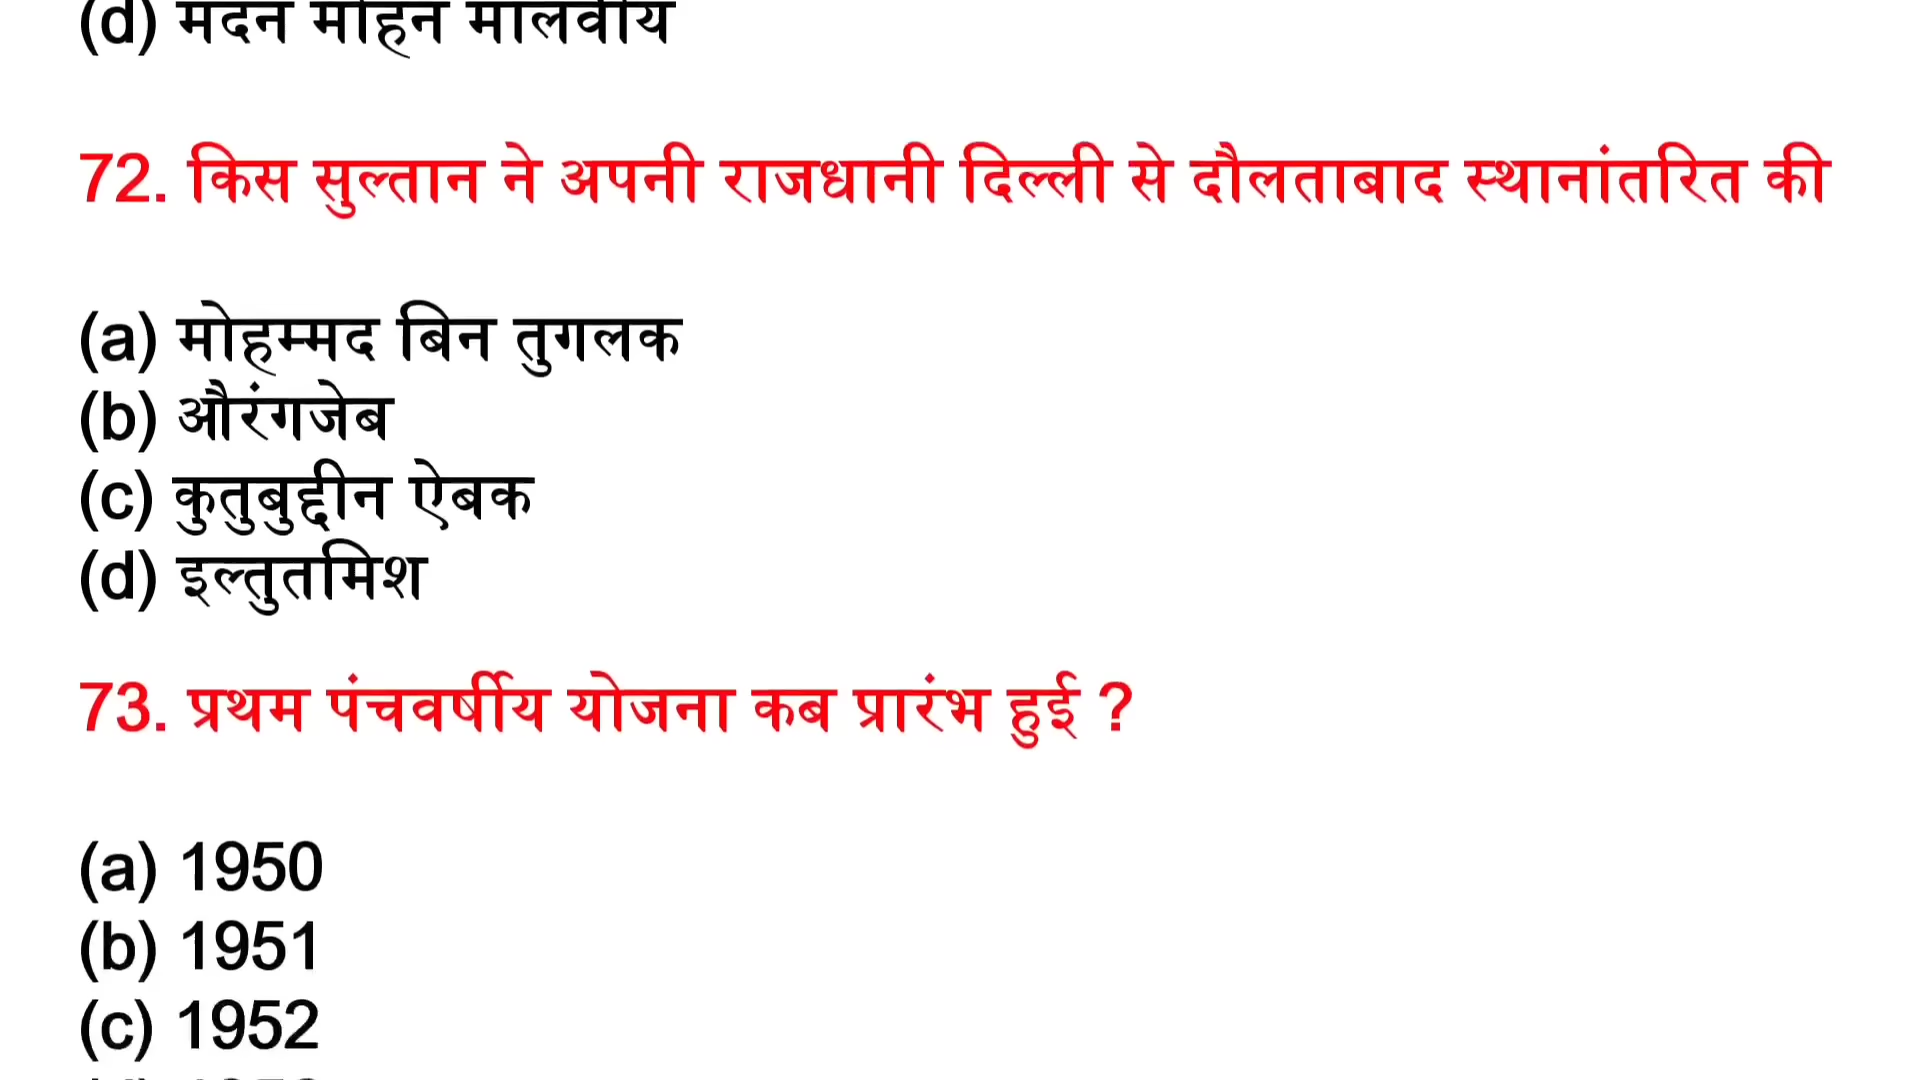 (d) मदन मोहन मालवीय
72. किस सुल्तान ने अपनी राजधानी दिल्ली से दौलताबाद स्थानांतरित की
(a) मोहम्मद बिन तुगलक
(b) औरंगजेब
(c) कुतुबुद्दीन ऐबक
(d) इल्तुतमिश
73. प्रथम पंचवर्षीय योजना कब प्रारंभ हुई ?
(a) 1950
(b) 1951
(c) 1952